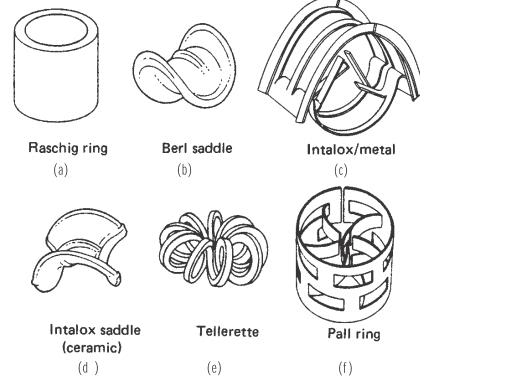 Raschig ring
Berl saddle
Intalox/metal
(a)
(b)
(c)
Intalox saddle
(ceramic)
Tellerette
Pall ring
(d )
(e)
(f)